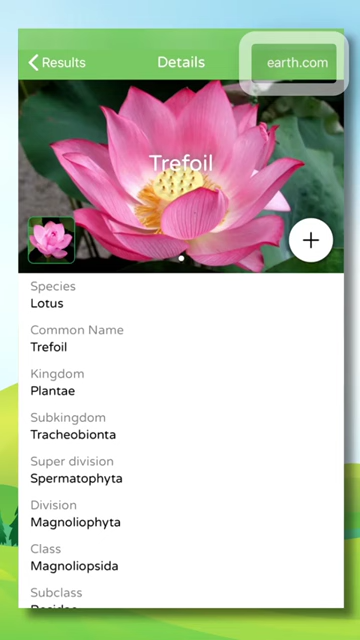 Results
Details
earth.com
Trefoil
Species
Lotus
Common Name
Trefoil
Kingdom
Plantae
Subkingdom
Tracheobionta
Super division
Spermatophyta
Division
Magnoliophyta
Class
Magnoliopsida
Subclass